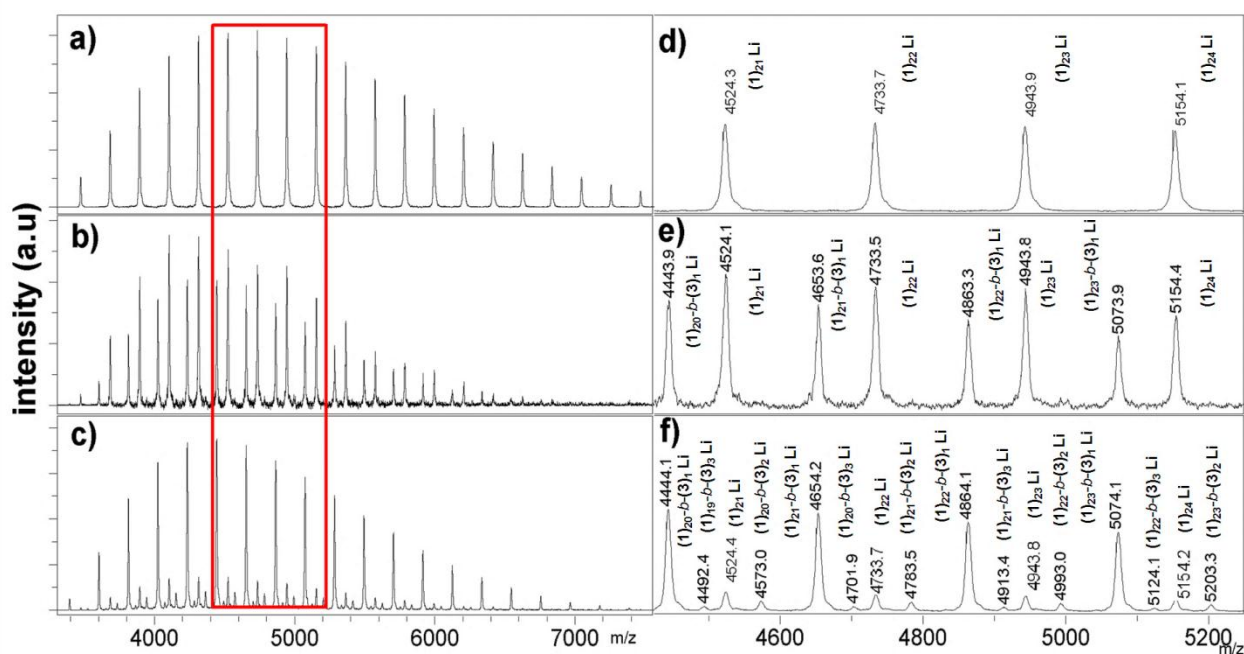 intensity (a.u)
a)
b)
c)
4000
5000
6000
7000
m/z
d)
4524.3
(1)₂₁ Li
4733.7
(1)₂₂ Li
4943.9
(1)₂₃ Li
5154.1
(1)₂₄ Li
e)
4443.9
(1)₂₀-b-(3)₁ Li
4524.1
(1)₂₁ Li
4653.6
(1)₂₁-b-(3)₁ Li
4733.5
(1)₂₂ Li
4863.3
(1)₂₂-b-(3)₁ Li
4943.8
(1)₂₃ Li
5073.9
(1)₂₃-b-(3)₁ Li
5154.4
(1)₂₄ Li
f)
4444.1
(1)₂₀-b-(3)₁ Li
4492.4
(1)₁₉-b-(3)₃ Li
4524.4
(1)₂₁ Li
4573.0
(1)₂₀-b-(3)₂ Li
4654.2
(1)₂₁-b-(3)₁ Li
4701.9
(1)₂₀-b-(3)₃ Li
4733.7
(1)₂₂ Li
4783.5
(1)₂₁-b-(3)₂ Li
4864.1
(1)₂₂-b-(3)₁ Li
4913.4
(1)₂₁-b-(3)₃ Li
4943.8
(1)₂₃ Li
4993.0
(1)₂₂-b-(3)₂ Li
5074.1
(1)₂₃-b-(3)₁ Li
5124.1
(1)₂₂-b-(3)₃ Li
5154.2
(1)₂₄ Li
5203.3
(1)₂₃-b-(3)₂ Li
4600
4800
5000
5200
m/z